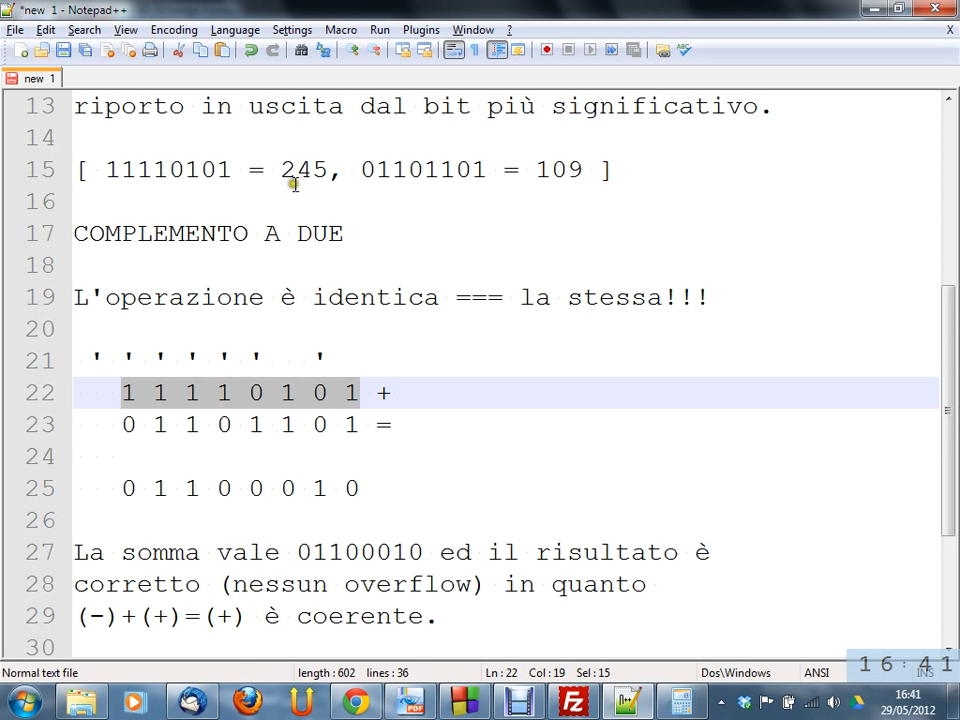 *new 1 - Notepad++
File Edit Search View Encoding Language Settings Macro Run Plugins Window ? X
new 1
13 riporto in uscita dal bit più significativo.
14
15 [ 11110101 = 245, 01101101 = 109 ]
16
17 COMPLEMENTO A DUE
18
19 L'operazione è identica === la stessa!!!
20
21 ' ' ' ' ' ' '
22 1 1 1 1 0 1 0 1 +
23 0 1 1 0 1 1 0 1 =
24
25 0 1 1 0 0 0 1 0
26
27 La somma vale 01100010 ed il risultato è
28 corretto (nessun overflow) in quanto
29 (-)+(+)=(+) è coerente.
30
16:41
Normal text file length : 602 lines : 36 Ln : 22 Col : 19 Sel : 15 Dos\Windows ANSI INS
16:41
29/05/2012